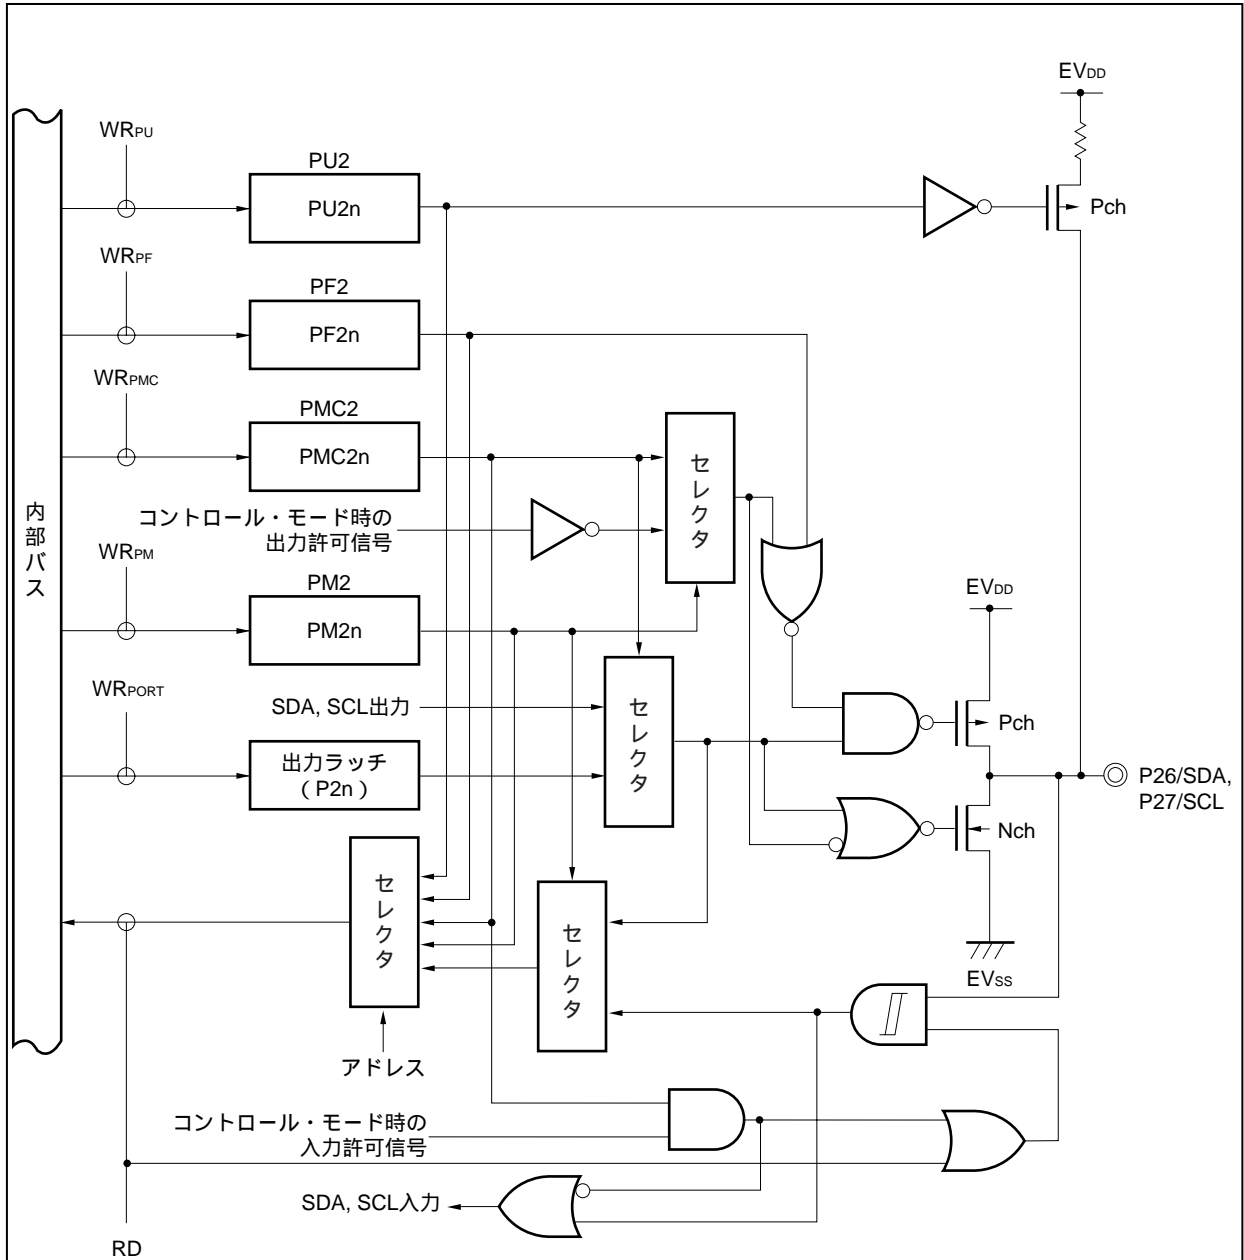 EVDD
WRPU
PU2
PU2n
Pch
WRPF
PF2
PF2n
WRPMC
PMC2
PMC2n
セレクタ
内部バス
コントロール・モード時の
出力許可信号
WRPM
PM2
PM2n
EVDD
WRPORT
SDA, SCL出力
セレクタ
Pch
出力ラッチ
（P2n）
P26/SDA,
P27/SCL
Nch
セレクタ
セレクタ
EVSS
アドレス
コントロール・モード時の
入力許可信号
SDA, SCL入力
RD